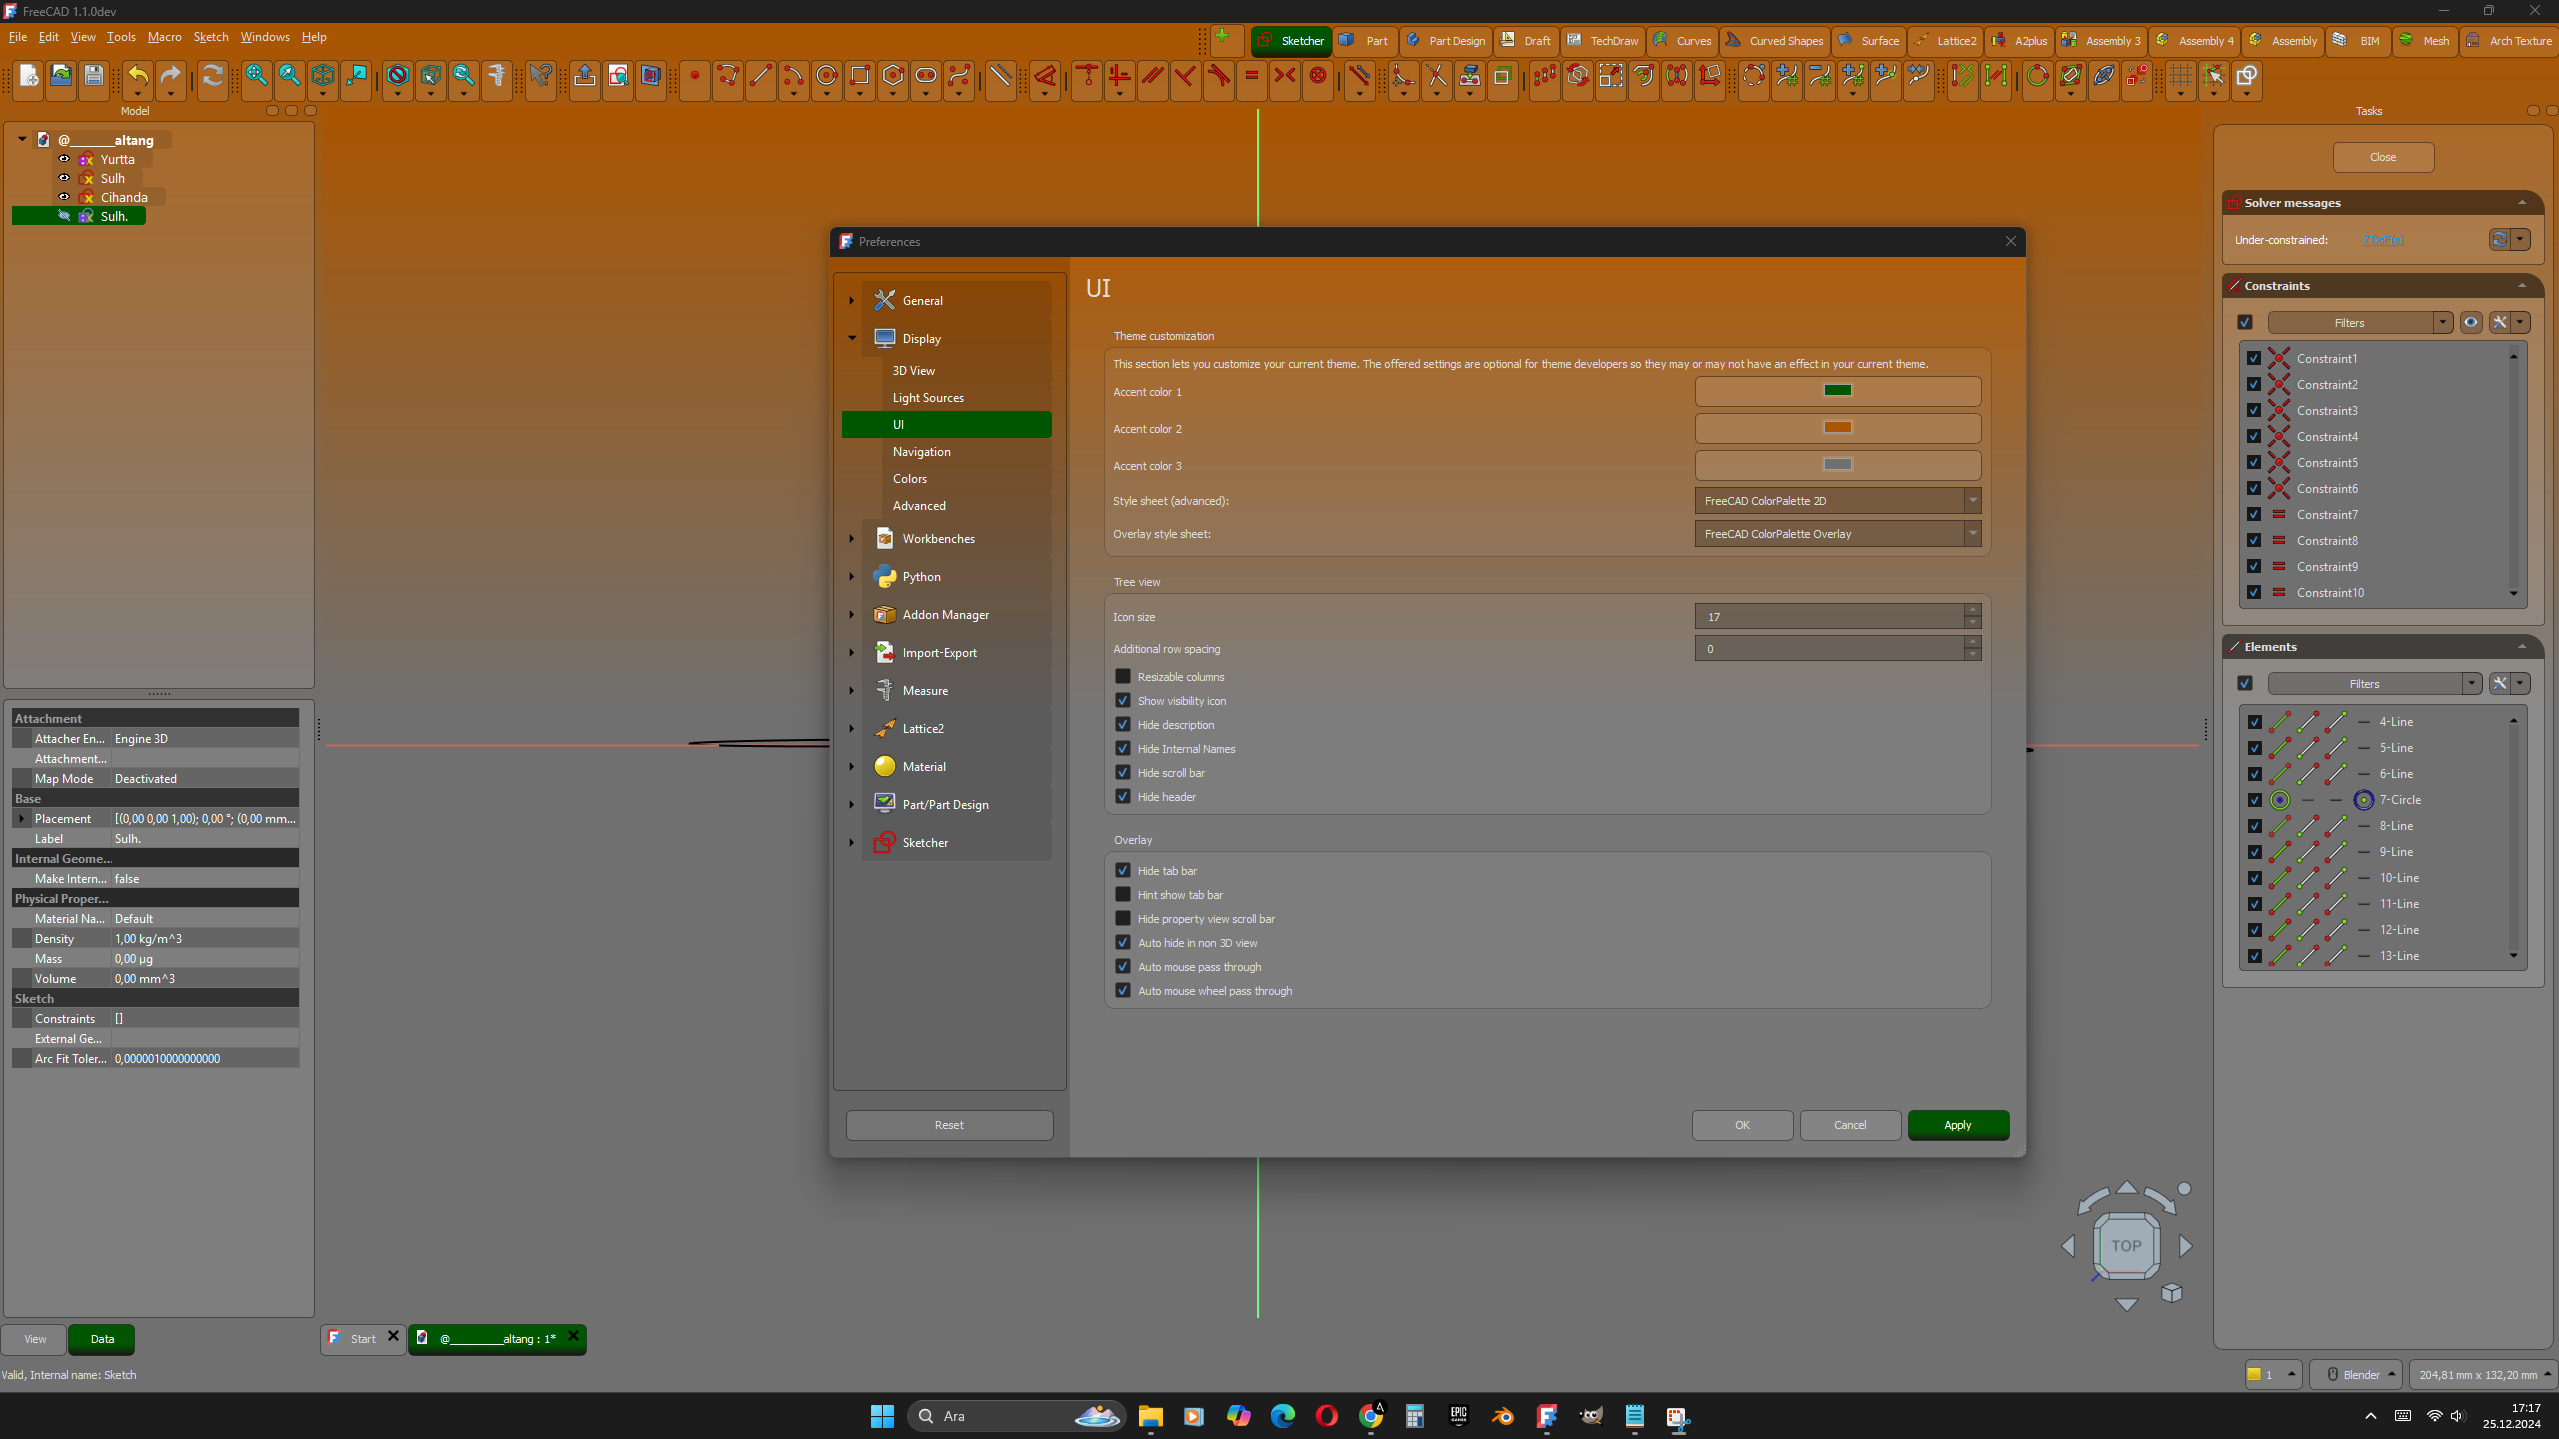 FreeCAD 1.1.0dev
File Edit View Tools Macro Sketch Windows Help
Sketcher Part Part Design Draft TechDraw Curves Curved Shapes Surface Lattice2 A2plus Assembly 3 Assembly 4 Assembly BIM Mesh Arch Texture
Model
@______altang
Yurtta
Sulh
Cihanda
Sulh.
Attachment
Attacher En... Engine 3D
Attachment...
Map Mode Deactivated
Base
Placement [(0,00 0,00 1,00); 0,00 °; (0,00 mm...
Label Sulh.
Internal Geome...
Make Intern... false
Physical Proper...
Material Na... Default
Density 1,00 kg/m^3
Mass 0,00 µg
Volume 0,00 mm^3
Sketch
Constraints []
External Ge...
Arc Fit Toler... 0,0000010000000000
View Data
Start @________altang : 1*
Valid, Internal name: Sketch
Preferences
General
Display
3D View
Light Sources
UI
Navigation
Colors
Advanced
Workbenches
Python
Addon Manager
Import-Export
Measure
Lattice2
Material
Part/Part Design
Sketcher
Reset
UI
Theme customization
This section lets you customize your current theme. The offered settings are optional for theme developers so they may or may not have an effect in your current theme.
Accent color 1
Accent color 2
Accent color 3
Style sheet (advanced): FreeCAD ColorPalette 2D
Overlay style sheet: FreeCAD ColorPalette Overlay
Tree view
Icon size 17
Additional row spacing 0
Resizable columns
Show visibility icon
Hide description
Hide Internal Names
Hide scroll bar
Hide header
Overlay
Hide tab bar
Hint show tab bar
Hide property view scroll bar
Auto hide in non 3D view
Auto mouse pass through
Auto mouse wheel pass through
OK Cancel Apply
Tasks
Close
Solver messages
Under-constrained: 7 DoF(s)
Constraints
Filters
Constraint1
Constraint2
Constraint3
Constraint4
Constraint5
Constraint6
Constraint7
Constraint8
Constraint9
Constraint10
Elements
Filters
4-Line
5-Line
6-Line
7-Circle
8-Line
9-Line
10-Line
11-Line
12-Line
13-Line
TOP
1 Blender 204,81 mm x 132,20 mm
Ara
EPIC GAMES
17:17
25.12.2024